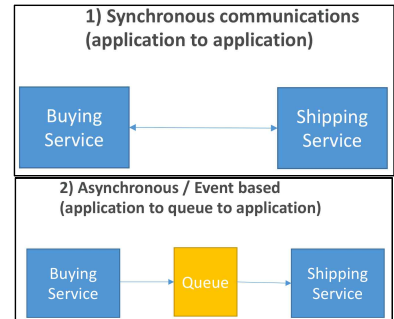 1) Synchronous communications
(application to application)
Buying
Service
Shipping
Service
2) Asynchronous / Event based
(application to queue to application)
Buying
Service
Queue
Shipping
Service